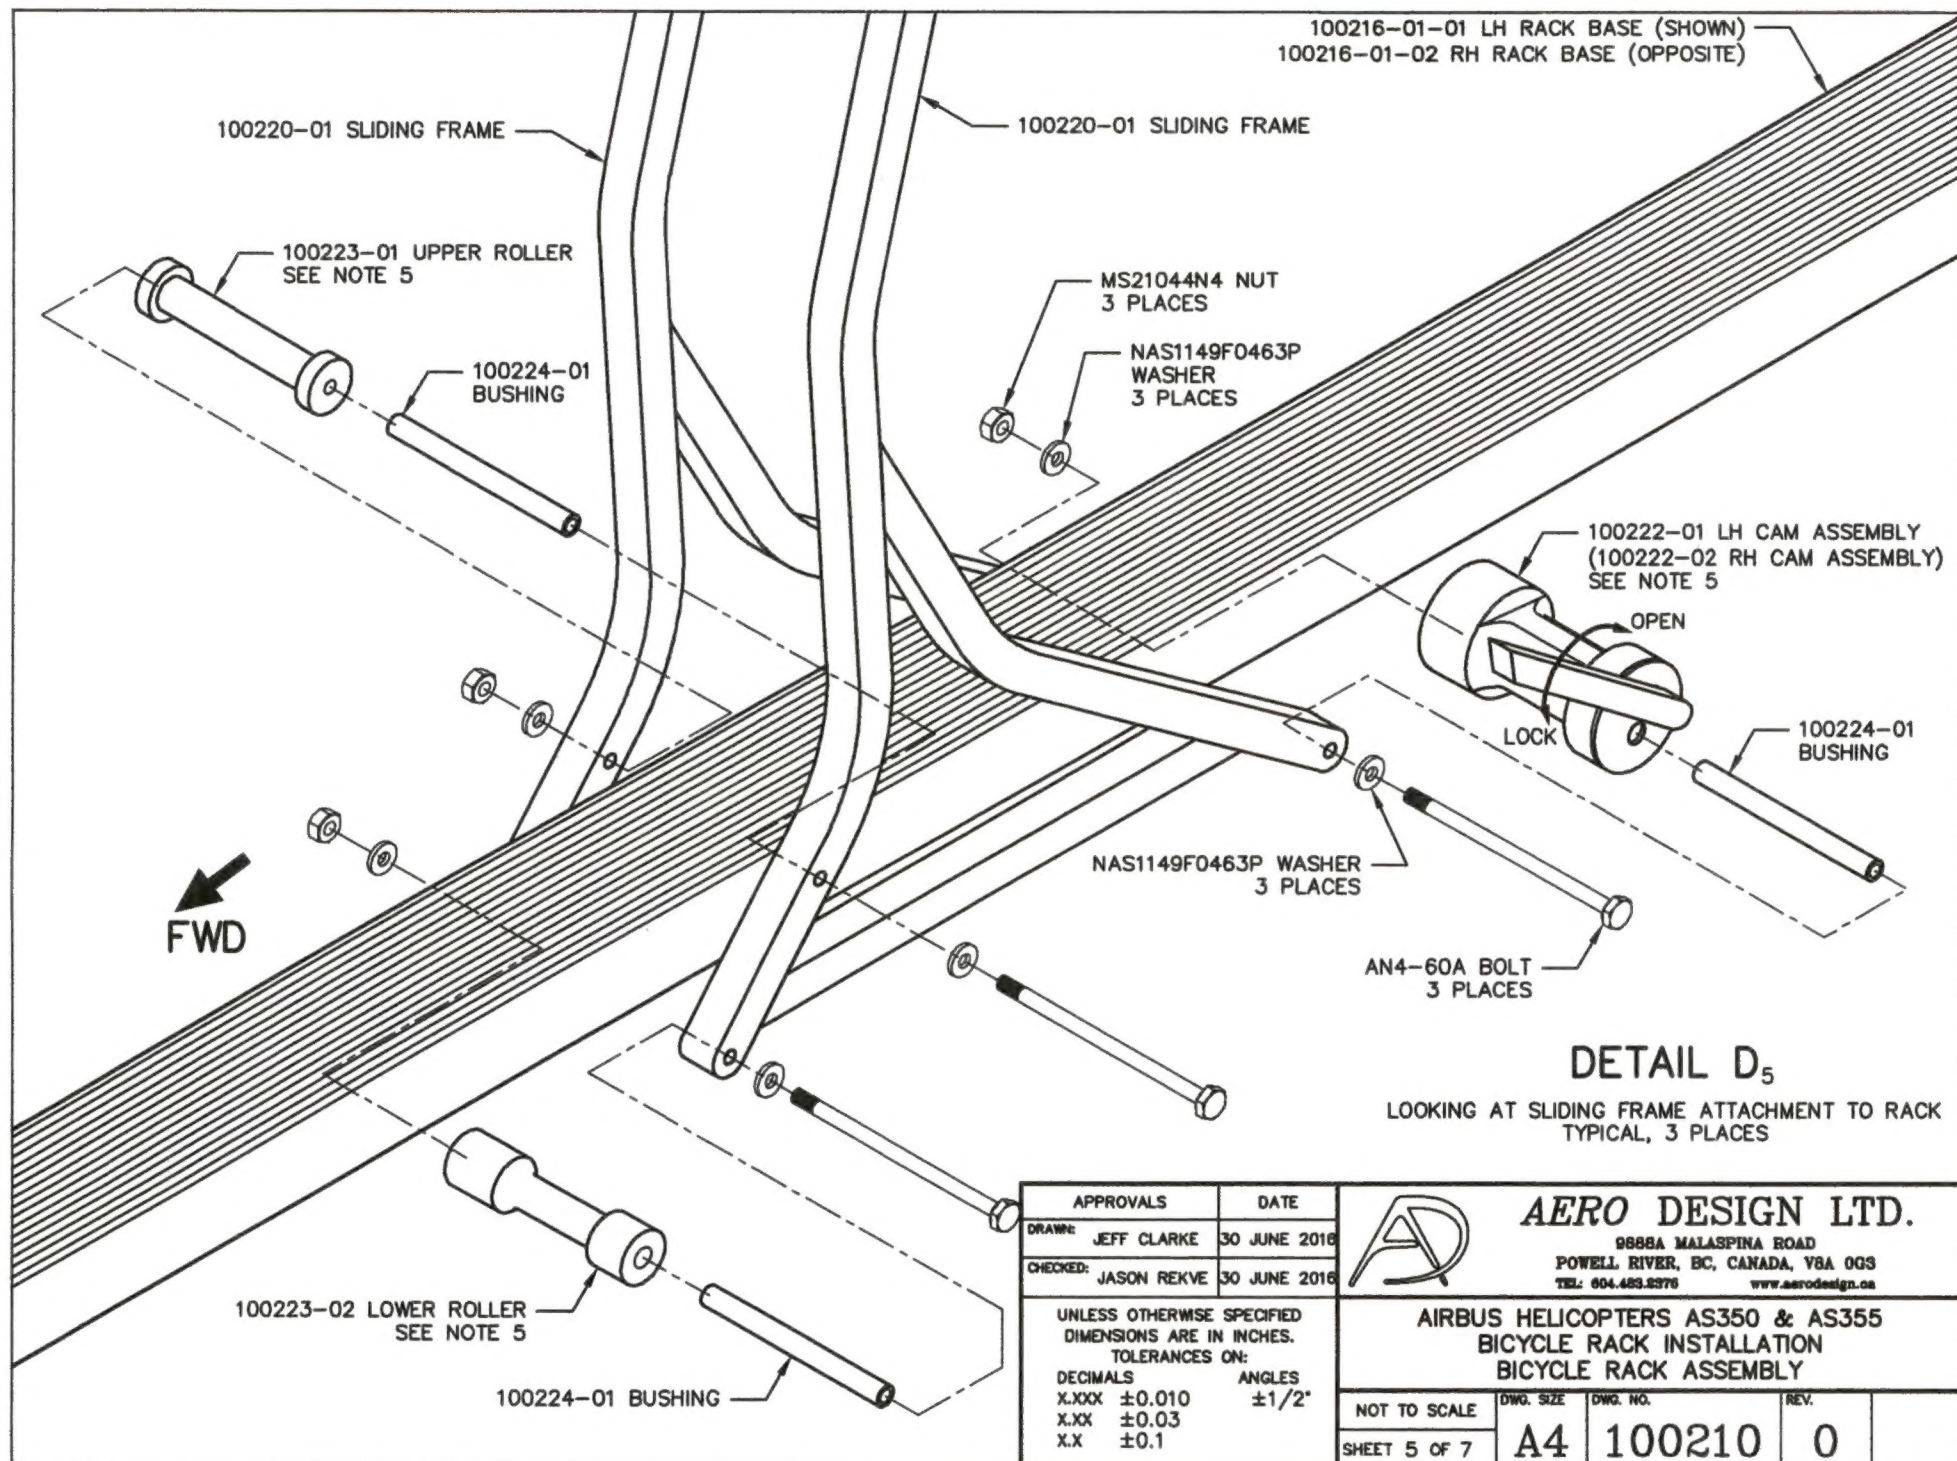 100216-01-01 LH RACK BASE (SHOWN)
100216-01-02 RH RACK BASE (OPPOSITE)
100220-01 SLIDING FRAME
100220-01 SLIDING FRAME
100223-01 UPPER ROLLER
SEE NOTE 5
MS21044N4 NUT
3 PLACES
NAS1149F0463P
WASHER
3 PLACES
100224-01
BUSHING
100222-01 LH CAM ASSEMBLY
(100222-02 RH CAM ASSEMBLY)
SEE NOTE 5
OPEN
LOCK
100224-01
BUSHING
NAS1149F0463P WASHER
3 PLACES
FWD
AN4-60A BOLT
3 PLACES
DETAIL D5
LOOKING AT SLIDING FRAME ATTACHMENT TO RACK
TYPICAL, 3 PLACES
100223-02 LOWER ROLLER
SEE NOTE 5
100224-01 BUSHING
APPROVALS DATE
DRAWN: JEFF CLARKE 30 JUNE 2016
CHECKED: JASON REKVE 30 JUNE 2016
UNLESS OTHERWISE SPECIFIED
DIMENSIONS ARE IN INCHES.
TOLERANCES ON:
DECIMALS ANGLES
X.XXX ±0.010 ±1/2°
X.XX ±0.03
X.X ±0.1
AERO DESIGN LTD.
9888A MALASPINA ROAD
POWELL RIVER, BC, CANADA, V8A 0G3
TEL: 604.483.2376 www.aerodesign.ca
AIRBUS HELICOPTERS AS350 & AS355
BICYCLE RACK INSTALLATION
BICYCLE RACK ASSEMBLY
NOT TO SCALE
SHEET 5 OF 7
DWG. SIZE
A4
DWG. NO.
100210
REV.
0